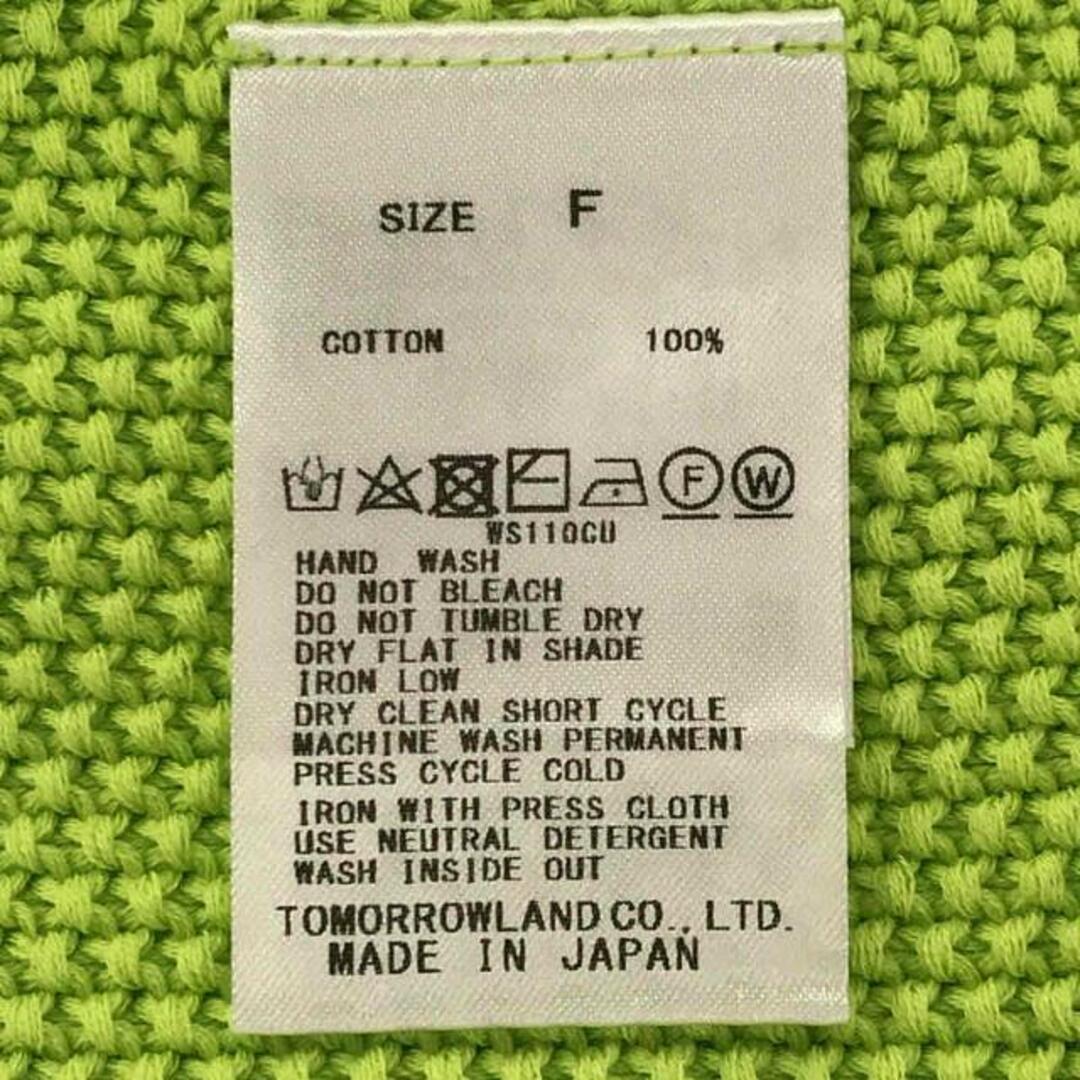 SIZE F
COTTON 100%
F W
WS110CU
HAND WASH
DO NOT BLEACH
DO NOT TUMBLE DRY
DRY FLAT IN SHADE
IRON LOW
DRY CLEAN SHORT CYCLE
MACHINE WASH PERMANENT
PRESS CYCLE COLD
IRON WITH PRESS CLOTH
USE NEUTRAL DETERGENT
WASH INSIDE OUT
TOMORROWLAND CO., LTD.
MADE IN JAPAN